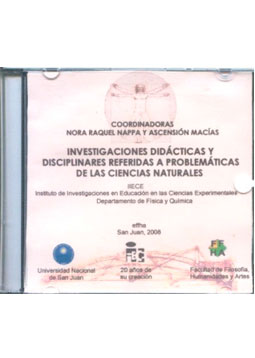 COORDINADORAS
NORA RAQUEL NAPPA Y ASCENSIÓN MACÍAS
INVESTIGACIONES DIDÁCTICAS Y
DISCIPLINARES REFERIDAS A PROBLEMÁTICAS
DE LAS CIENCIAS NATURALES
IIECE
Instituto de Investigaciones en Educación en las Ciencias Experimentales
Departamento de Física y Química
effha
San Juan, 2008
Universidad Nacional
de San Juan
20 años de
su creación
Facultad de Filosofía,
Humanidades y Artes